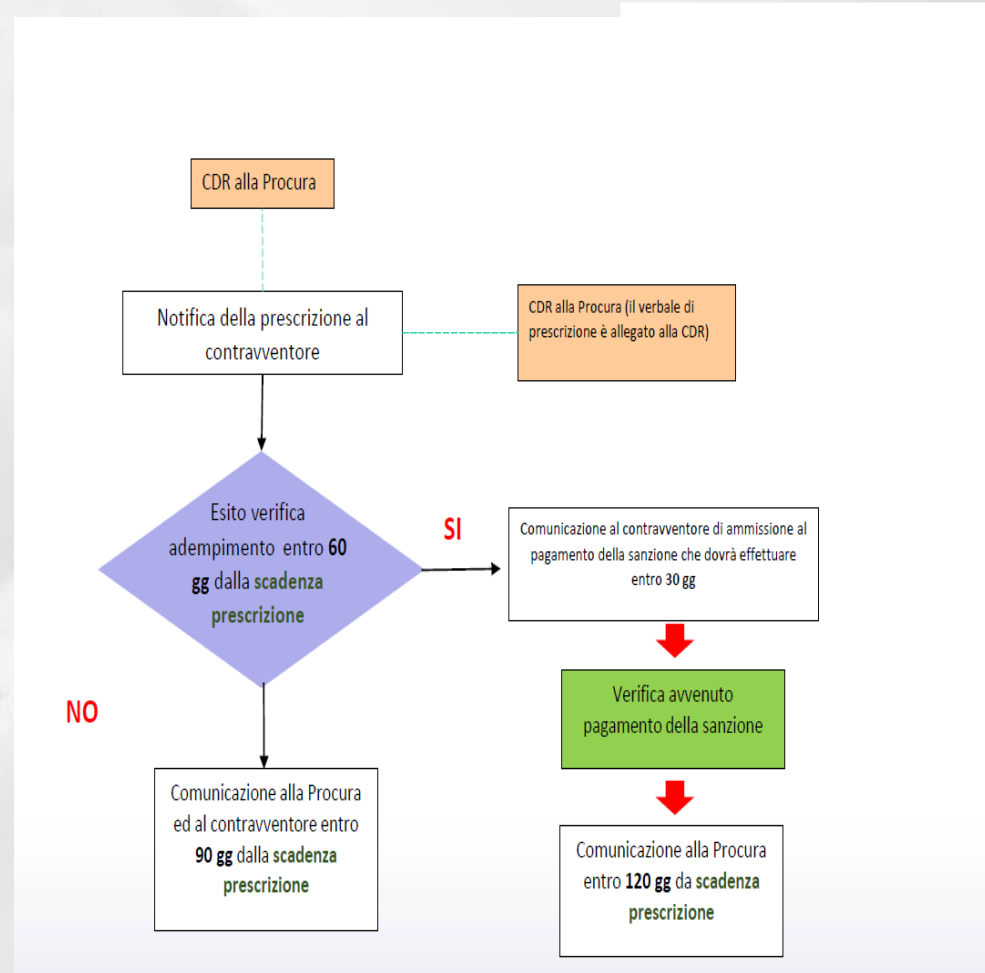 CDR alla Procura
Notifica della prescrizione al
contravventore
CDR alla Procura (il verbale di
prescrizione è allegato alla CDR)
Esito verifica
adempimento entro 60
gg dalla scadenza
prescrizione
SI
Comunicazione al contravventore di ammissione al
pagamento della sanzione che dovrà effettuare
entro 30 gg
Verifica avvenuto
pagamento della sanzione
NO
Comunicazione alla Procura
ed al contravventore entro
90 gg dalla scadenza
prescrizione
Comunicazione alla Procura
entro 120 gg da scadenza
prescrizione